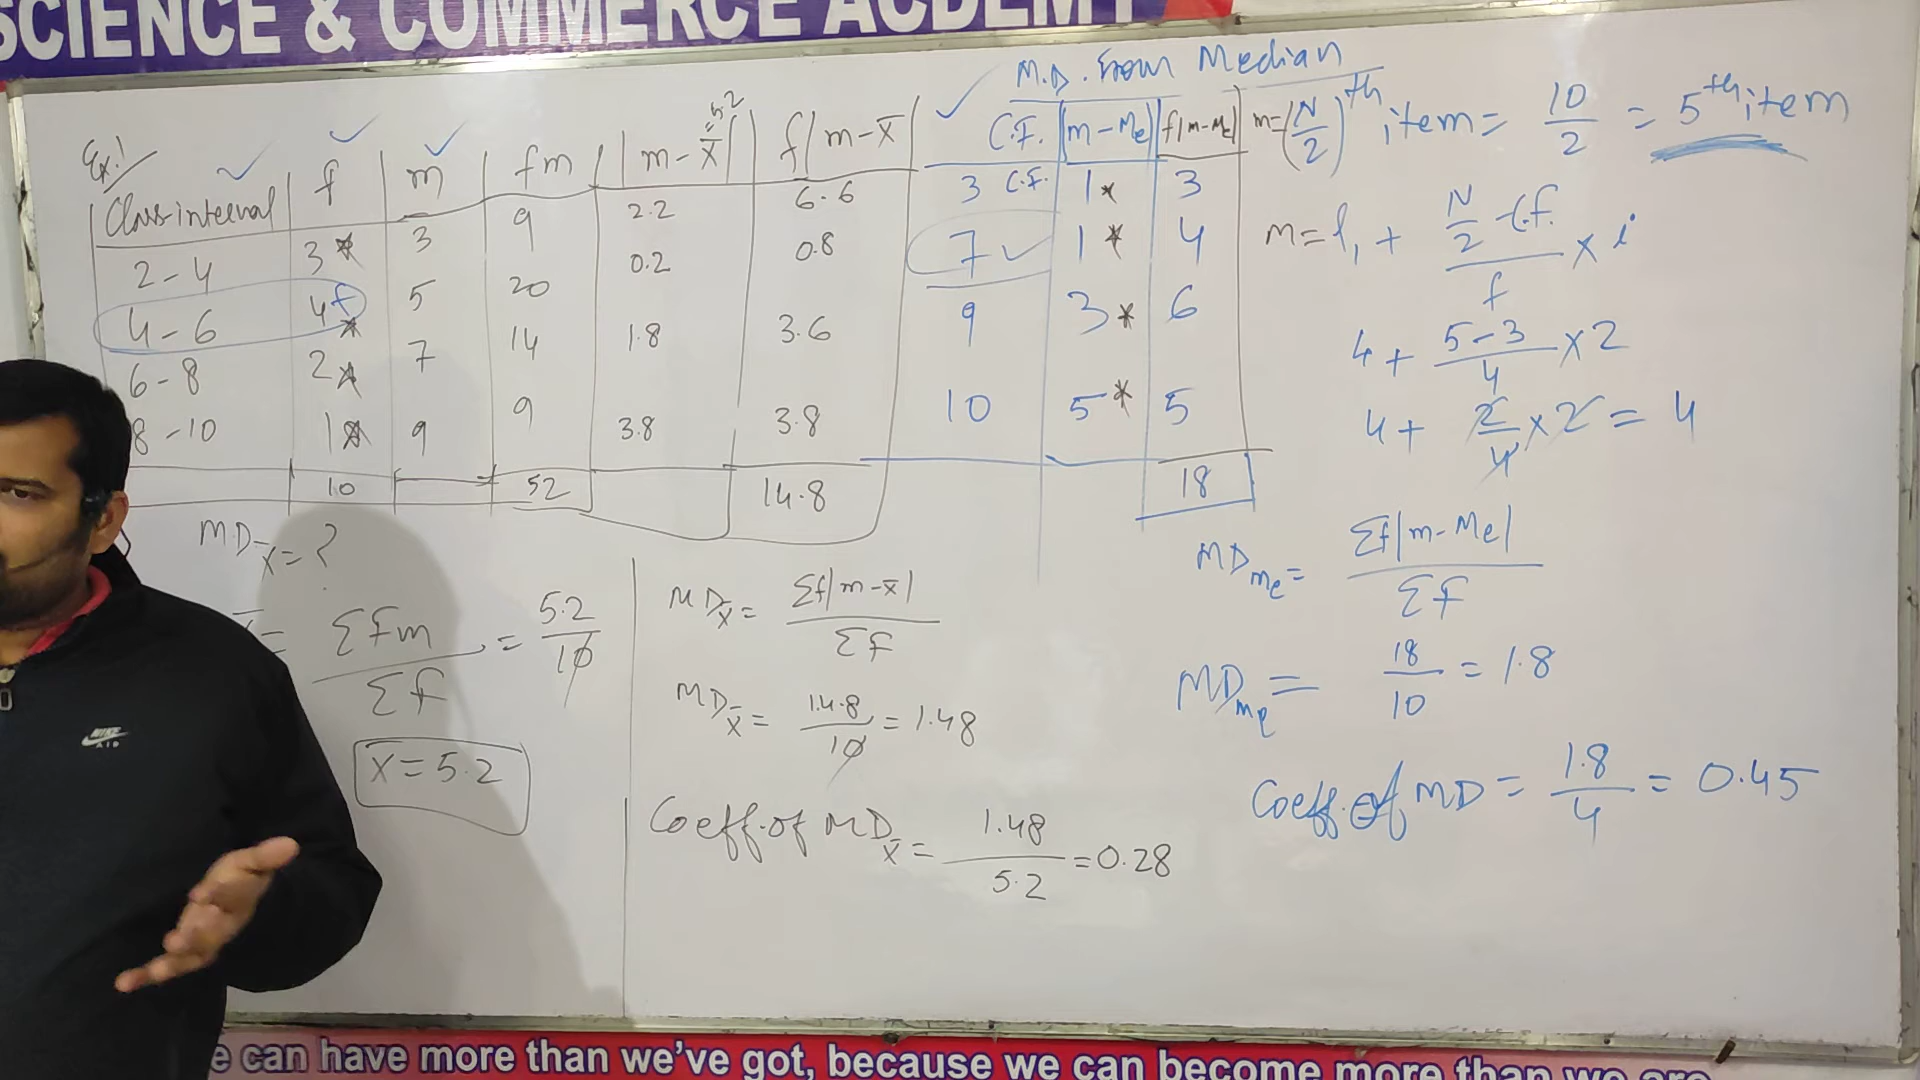 SCIENCE & COMMERCE ACDEMY
Ex!
Class-interval f m fm |m-x̄| =5.2 f|m-x̄|
2-4 3* 3 9 2.2 6.6
4-6 4f* 5 20 0.2 0.8
6-8 2* 7 14 1.8 3.6
8-10 1* 9 9 3.8 3.8
10 52 14.8
MDx̄=?
= Σfm/Σf = 5.2/10
x=5.2
MDx̄= Σf|m-x̄|/Σf
MDx̄= 14.8/10 = 1.48
Coeff.of MDx̄= 1.48/5.2 =0.28
M.D. from Median
C.F. |m-Me| f|m-Me|
3 C.F. 1* 3
7 ✓ 1* 4
9 3* 6
10 5* 5
18
m=(N/2)th item= 10/2 = 5th item
m=l₁+ N/2-C.f./f ×i
4+ 5-3/4 ×2
4+ 2/4 ×2 = 4
MDMe= Σf|m-Me|/Σf
MDMe= 18/10 =1.8
Coeff.of MD = 1.8/4 = 0.45
NIKE
AIR
e can have more than we've got, because we can become more than we are